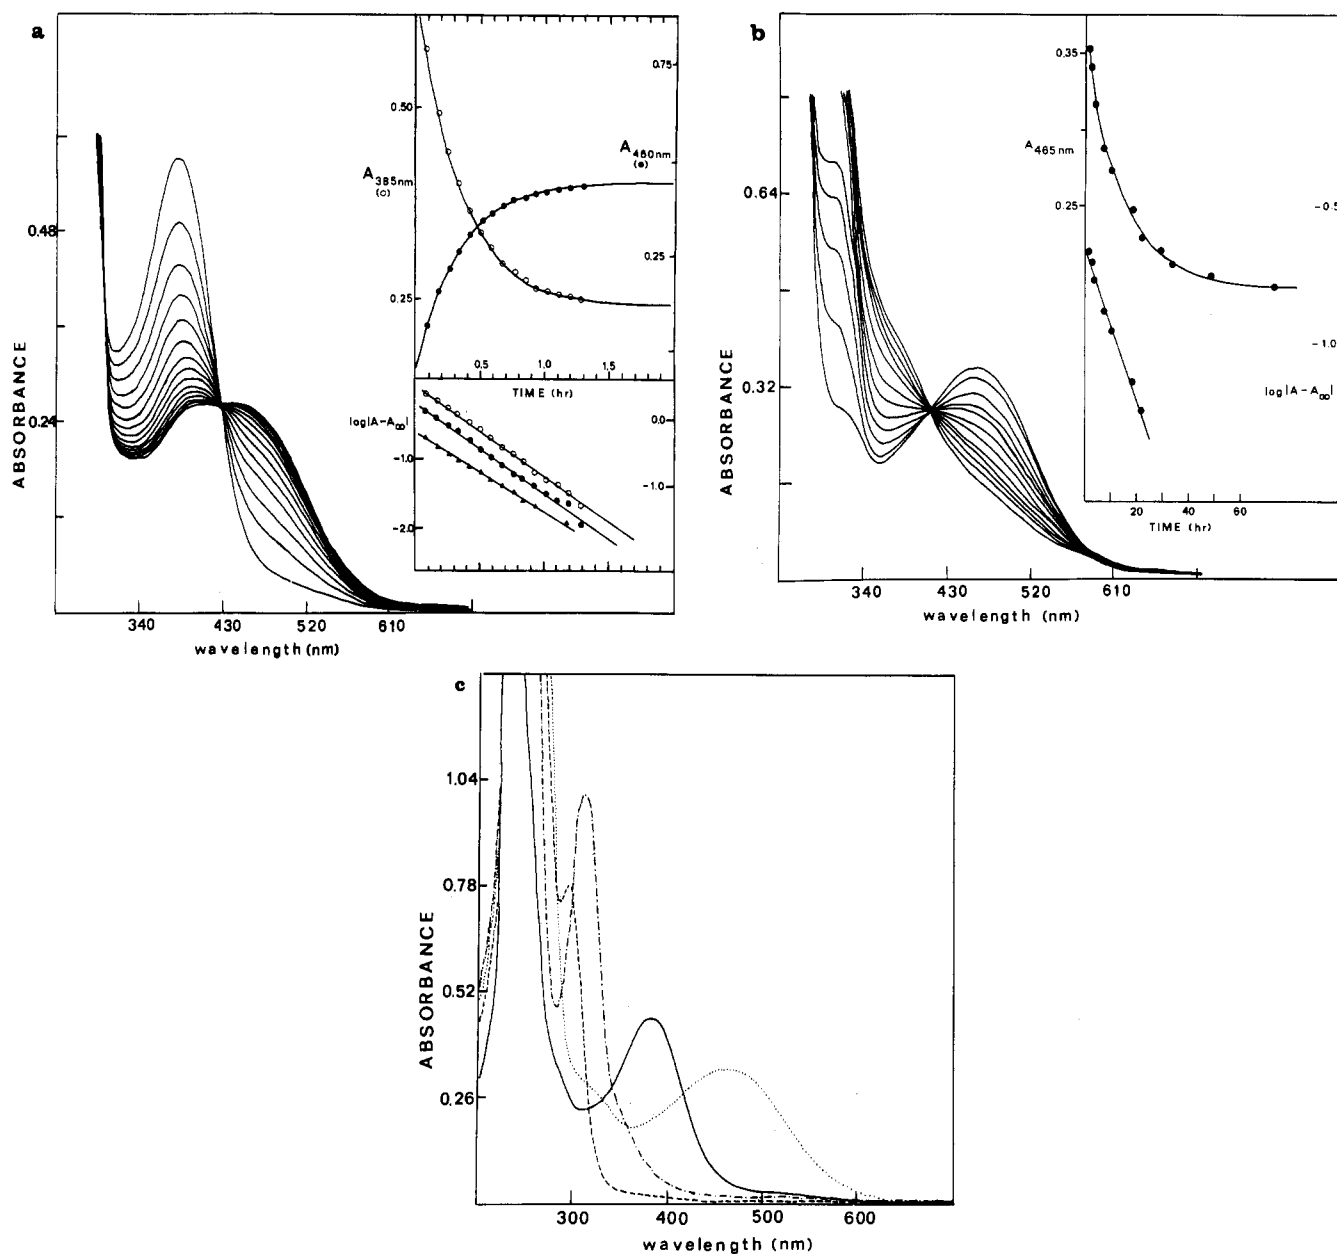 a
ABSORBANCE
0.48
0.24
340 430 520 610
wavelength (nm)
0.50
0.25
A385nm
(o)
A460nm
(●)
0.75
0.25
0.5 1.0 1.5
TIME (hr)
log|A-A∞|
-1.0
-2.0
0.0
-1.0
b
ABSORBANCE
0.64
0.32
340 430 520 610
wavelength (nm)
0.35
A465nm
0.25
-0.5
-1.0
log|A-A∞|
20 40 60
TIME (hr)
c
ABSORBANCE
1.04
0.78
0.52
0.26
300 400 500 600
wavelength (nm)